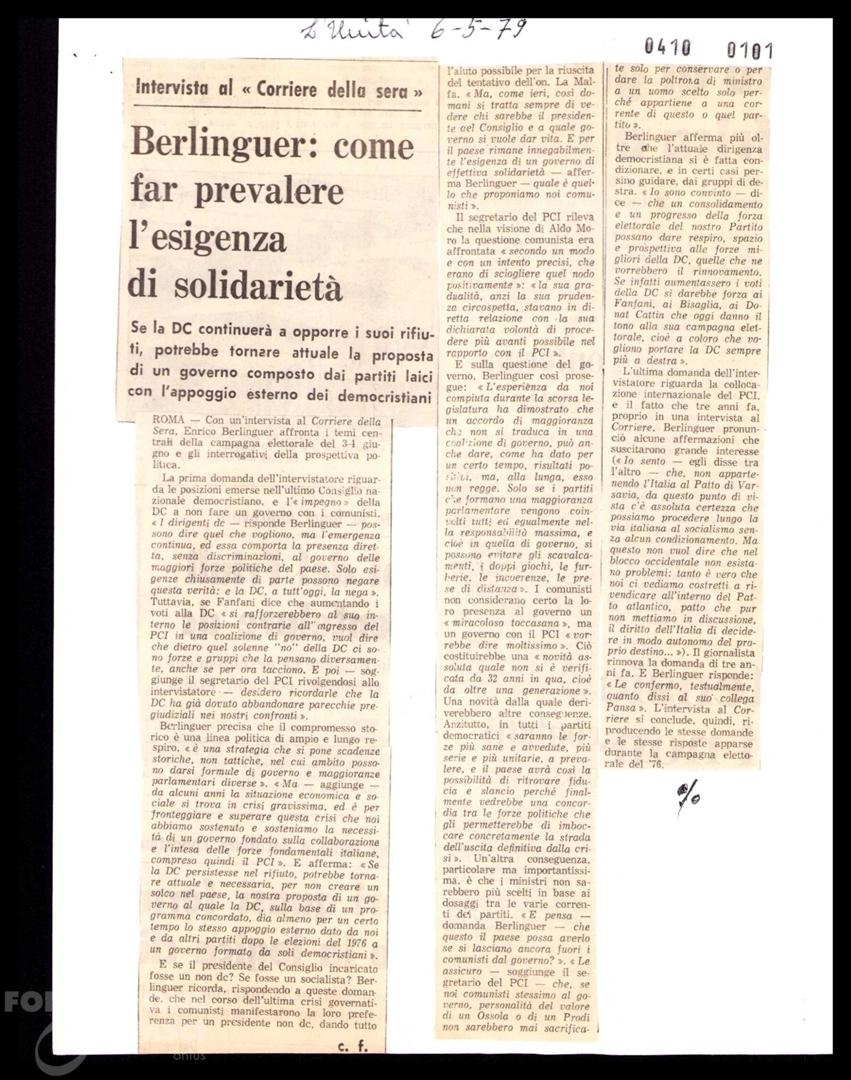 L'Unità 6-5-79
0410 0101
Intervista al « Corriere della sera »
Berlinguer: come
far prevalere
l'esigenza
di solidarietà
Se la DC continuerà a opporre i suoi rifiu-
ti, potrebbe tornare attuale la proposta
di un governo composto dai partiti laici
con l'appoggio esterno dei democristiani
ROMA — Con un'intervista al Corriere della
Sera, Enrico Berlinguer affronta i temi cen-
trali della campagna elettorale del 3-4 giu-
gno e gli interrogativi della prospettiva po-
litica.
La prima domanda dell'intervistatore riguar-
da le posizioni emerse nell'ultimo Consiglio na-
zionale democristiano, e l'« impegno » della
DC a non fare un governo con i comunisti.
« I dirigenti dc — risponde Berlinguer — pos-
sono dire quel che vogliono, ma l'emergenza
continua, ed essa comporta la presenza diret-
ta, senza discriminazioni, al governo delle
maggiori forze politiche del paese. Solo esi-
genze chiusamente di parte possono negare
questa verità: e la DC, a tutt'oggi, la nega ».
Tuttavia, se Fanfani dice che aumentando i
voti alla DC « si rafforzerebbero al suo in-
terno le posizioni contrarie all'ingresso del
PCI in una coalizione di governo, vuol dire
che dietro quel solenne "no" della DC ci so-
no forze e gruppi che la pensano diversamen-
te, anche se per ora tacciono. E poi — sog-
giunge il segretario del PCI rivolgendosi allo
intervistatore — desidero ricordarle che la
DC ha già dovuto abbandonare parecchie pre-
giudiziali nei nostri confronti ».
Berlinguer precisa che il compromesso sto-
rico è una linea politica di ampio e lungo re-
spiro, « è una strategia che si pone scadenze
storiche, non tattiche, nel cui ambito posso-
no darsi formule di governo e maggioranze
parlamentari diverse ». « Ma — aggiunge —
da alcuni anni la situazione economica e so-
ciale si trova in crisi gravissima, ed è per
fronteggiare e superare questa crisi che noi
abbiamo sostenuto e sosteniamo la necessi-
tà di un governo fondato sulla collaborazione
e l'intesa delle forze fondamentali italiane,
compreso quindi il PCI ». E afferma: « Se
la DC persistesse nel rifiuto, potrebbe torna-
re attuale e necessaria, per non creare un
solco nel paese, la nostra proposta di un go-
verno al quale la DC, sulla base di un pro-
gramma concordato, dia almeno per un certo
tempo lo stesso appoggio esterno dato da noi
e da altri partiti dopo le elezioni del 1976 a
un governo formato da soli democristiani ».
E se il presidente del Consiglio incaricato
fosse un non dc? Se fosse un socialista? Ber-
linguer ricorda, rispondendo a queste doman-
de, che nel corso dell'ultima crisi governati-
va i comunisti manifestarono la loro prefe-
renza per un presidente non dc, dando tutto
c. f.
l'aiuto possibile per la riuscita
del tentativo dell'on. La Mal-
fa. « Ma, come ieri, così do-
mani si tratta sempre di ve-
dere chi sarebbe il presiden-
te del Consiglio e a quale go-
verno si vuole dar vita. E per
il paese rimane innegabilmen-
te l'esigenza di un governo di
effettiva solidarietà — affer-
ma Berlinguer — quale è quel-
lo che proponiamo noi comu-
nisti ».
Il segretario del PCI rileva
che nella visione di Aldo Mo-
ro la questione comunista era
affrontata « secondo un modo
e con un intento precisi, che
erano di sciogliere quel nodo
positivamente »: « la sua gra-
dualità, anzi la sua pruden-
za circospetta, stavano in di-
retta relazione con la sua
dichiarata volontà di proce-
dere più avanti possibile nel
rapporto con il PCI ».
E sulla questione del go-
verno, Berlinguer così prose-
gue: « L'esperienza da noi
compiuta durante la scorsa le-
gislatura ha dimostrato che
un accordo di maggioranza
che non si traduca in una
coalizione di governo, può an-
che dare, come ha dato per
un certo tempo, risultati po-
sitivi, ma, alla lunga, esso
non regge. Solo se i partiti
che formano una maggioranza
parlamentare vengono coin-
volti tutti ed egualmente nel-
la responsabilità massima, e
cioè in quella di governo, si
possono evitare gli scavalca-
menti, i doppi giochi, le fur-
berie, le incoerenze, le pre-
se di distanza ». I comunisti
non considerano certo la lo-
ro presenza al governo un
« miracoloso toccasana », ma
un governo con il PCI « vor-
rebbe dire moltissimo ». Ciò
costituirebbe una « novità as-
soluta quale non si è verifi-
cata da 32 anni in qua, cioè
da oltre una generazione ».
Una novità dalla quale deri-
verebbero altre conseguenze.
Anzitutto, in tutti i partiti
democratici « saranno le for-
ze più sane e avvedute, più
serie e più unitarie, a preva-
lere, e il paese avrà così la
possibilità di ritrovare fidu-
cia e slancio perché final-
mente vedrebbe una concor-
dia tra le forze politiche che
gli permetterebbe di imboc-
care concretamente la strada
dell'uscita definitiva dalla cri-
si ». Un'altra conseguenza,
particolare ma importantissi-
ma, è che i ministri non sa-
rebbero più scelti in base ai
dosaggi tra le varie corren-
ti dei partiti. « E pensa —
domanda Berlinguer — che
questo il paese possa averlo
se si lasciano ancora fuori i
comunisti dal governo? ». « Le
assicuro — soggiunge il se-
gretario del PCI — che, se
noi comunisti stessimo al go-
verno, personalità del valore
di un Ossola o di un Prodi
non sarebbero mai sacrifica-
te solo per conservare o per
dare la poltrona di ministro
a un uomo scelto solo per-
ché appartiene a una cor-
rente di questo o quel par-
tito ».
Berlinguer afferma più ol-
tre che l'attuale dirigenza
democristiana si è fatta con-
dizionare, e in certi casi per-
sino guidare, dai gruppi di de-
stra. « Io sono convinto — di-
ce — che un consolidamento
e un progresso della forza
elettorale del nostro Partito
possano dare respiro, spazio
e prospettiva alle forze mi-
gliori della DC, quelle che ne
vorrebbero il rinnovamento.
Se infatti aumentassero i voti
della DC si darebbe forza ai
Fanfani, ai Bisaglia, ai Do-
nat Cattin che oggi danno il
tono alla sua campagna elet-
torale, cioè a coloro che vo-
gliono portare la DC sempre
più a destra ».
L'ultima domanda dell'inter-
vistatore riguarda la colloca-
zione internazionale del PCI,
e il fatto che tre anni fa,
proprio in una intervista al
Corriere, Berlinguer pronun-
ciò alcune affermazioni che
suscitarono grande interesse
(« Io sento — egli disse tra
l'altro — che, non apparte-
nendo l'Italia al Patto di Var-
savia, da questo punto di vi-
sta c'è assoluta certezza che
possiamo procedere lungo la
via italiana al socialismo sen-
za alcun condizionamento. Ma
questo non vuol dire che nel
blocco occidentale non esista-
no problemi: tanto è vero che
noi ci vediamo costretti a ri-
vendicare all'interno del Pat-
to atlantico, patto che pur
non mettiamo in discussione,
il diritto dell'Italia di decide-
re in modo autonomo del pro-
prio destino... »). Il giornalista
rinnova la domanda di tre an-
ni fa. E Berlinguer risponde:
« Le confermo, testualmente,
quanto dissi al suo collega
Pansa ». L'intervista al Cor-
riere si conclude, quindi, ri-
producendo le stesse domande
e le stesse risposte apparse
durante la campagna eletto-
rale del '76.
%
FO
onlus